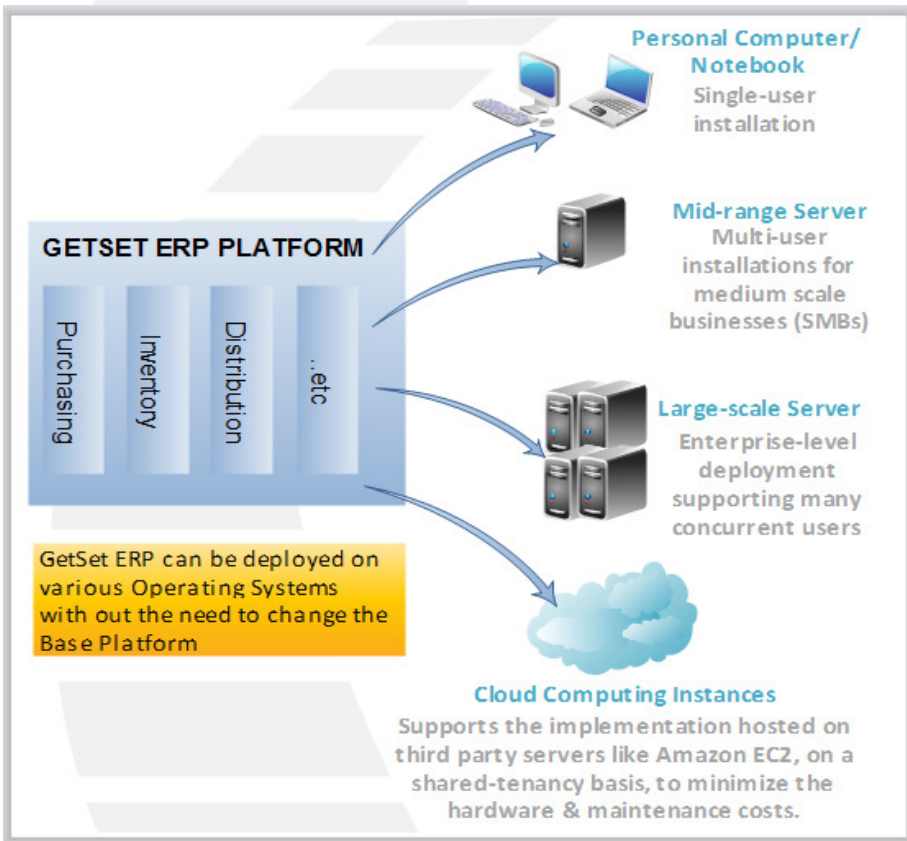 Personal Computer/
Notebook
Single-user
installation
GETSET ERP PLATFORM
Purchasing
Inventory
Distribution
..etc
Mid-range Server
Multi-user
installations for
medium scale
businesses (SMBs)
Large-scale Server
Enterprise-level
deployment
supporting many
concurrent users
GetSet ERP can be deployed on
various Operating Systems
with out the need to change the
Base Platform
Cloud Computing Instances
Supports the implementation hosted on
third party servers like Amazon EC2, on a
shared-tenancy basis, to minimize the
hardware & maintenance costs.